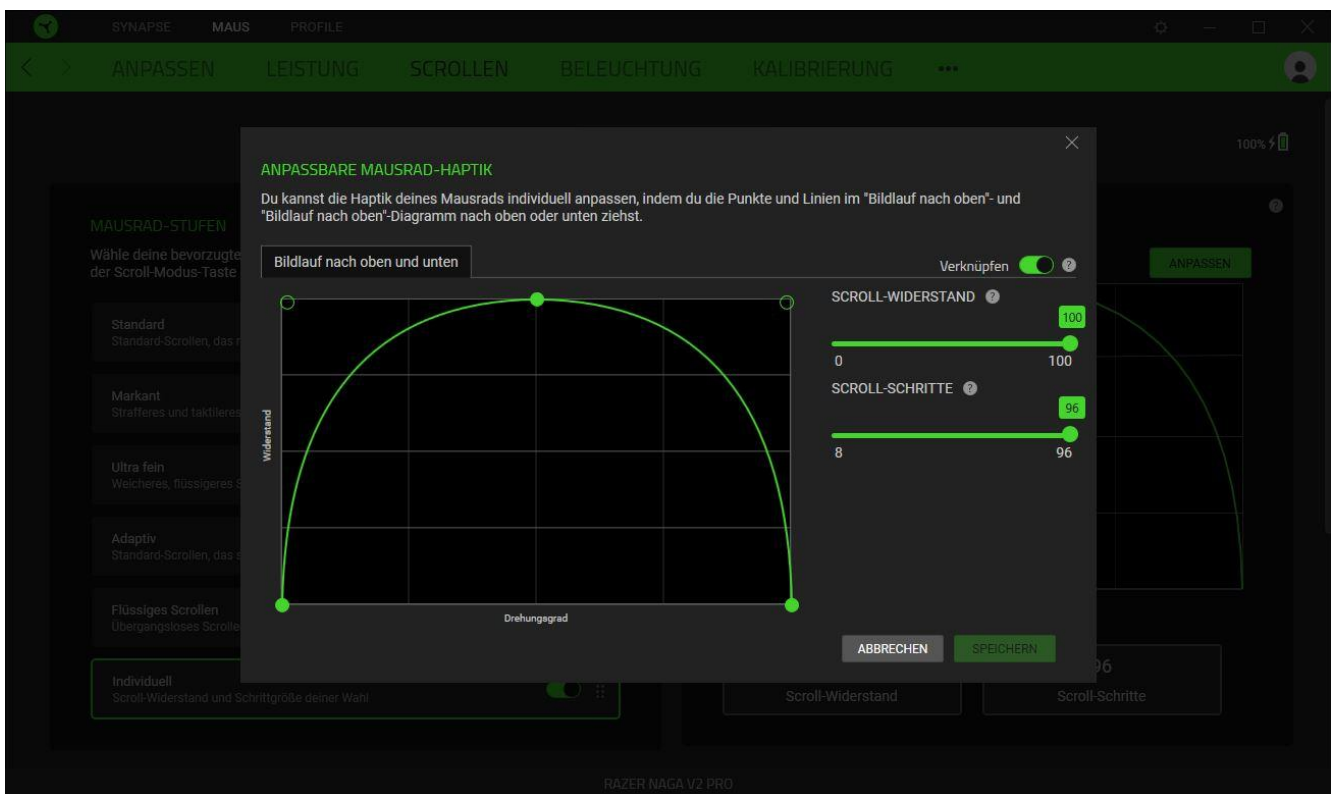 SYNAPSE MAUS PROFILE
ANPASSEN LEISTUNG SCROLLEN BELEUCHTUNG KALIBRIERUNG •••
100%
ANPASSBARE MAUSRAD-HAPTIK
Du kannst die Haptik deines Mausrads individuell anpassen, indem du die Punkte und Linien im "Bildlauf nach oben"- und
"Bildlauf nach oben"-Diagramm nach oben oder unten ziehst.
Bildlauf nach oben und unten
Verknüpfen ?
SCROLL-WIDERSTAND ?
100
0 100
SCROLL-SCHRITTE ?
96
8 96
Widerstand
Drehungsgrad
ABBRECHEN SPEICHERN
MAUSRAD-STUFEN
Wähle deine bevorzugte
der Scroll-Modus-Taste
Standard
Standard-Scrollen, das
Markant
Strafferes und taktileres
Ultra fein
Weicheres, flüssigeres
Adaptiv
Standard-Scrollen, das
Flüssiges Scrollen
Übergangsloses
Individuell
Scroll-Widerstand und Schrittgröße deiner Wahl
?
ANPASSEN
Scroll-Widerstand
96
Scroll-Schritte
RAZER NAGA V2 PRO